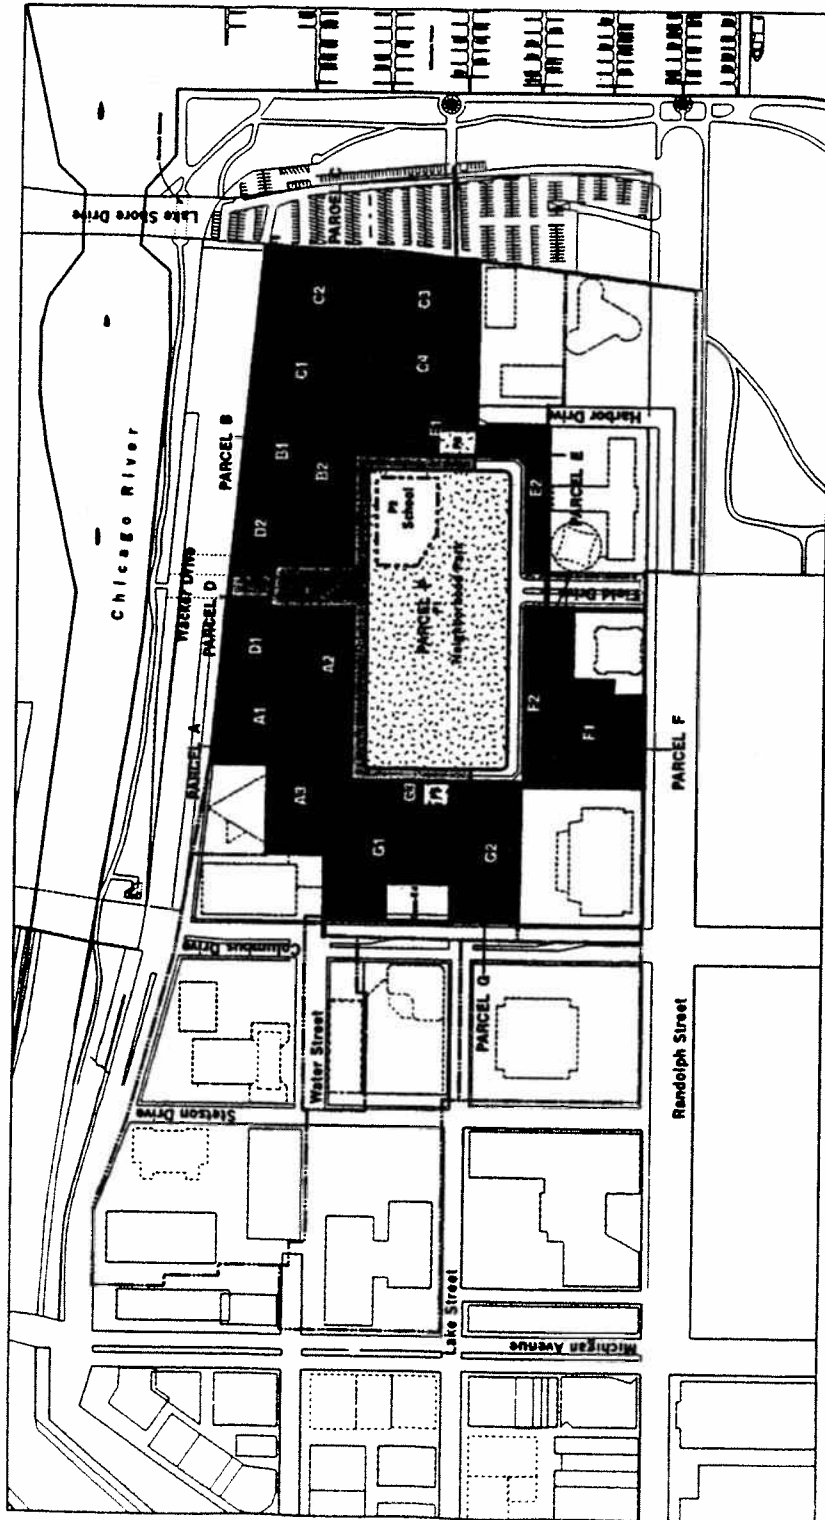 Chicago River
Lake Shore Drive
Wacker Drive
PARCEL D
PARCEL B
PARCEL A
C2
C3
C1
C4
B1
B2
E1
D2
D1
A2
A1
A3
PARCEL
School
PARCEL
Neighborhood Park
E2
PARCEL E
Harbor Drive
Field Drive
F2
F1
PARCEL F
G3
G1
G2
PARCEL G
Columbus Drive
Water Street
Stetson Drive
Lake Street
Randolph Street
Michigan Avenue